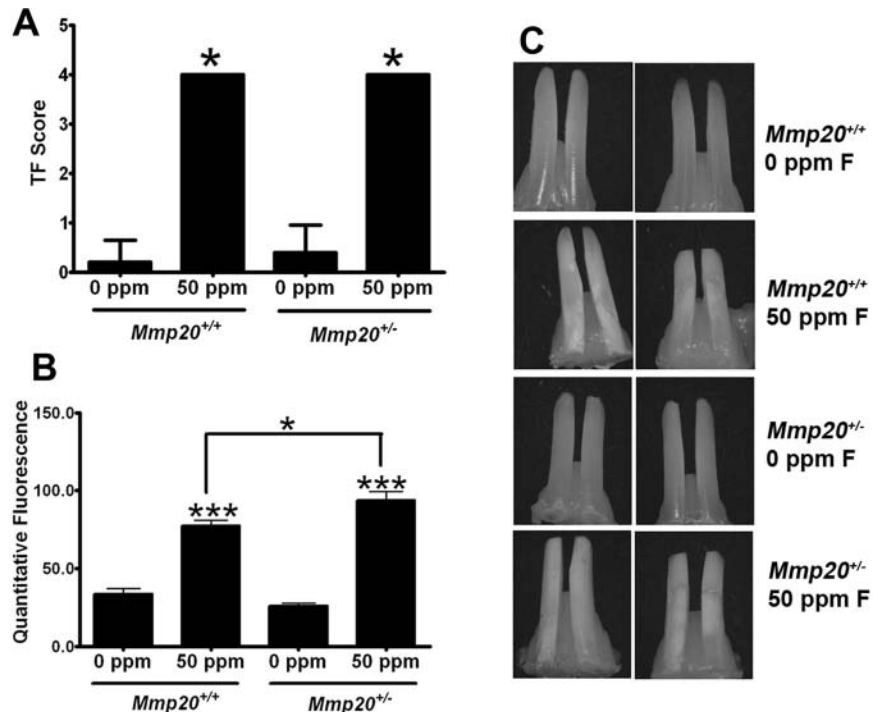 A
5
4
3
2
1
0
TF Score
*
*
0 ppm
50 ppm
0 ppm
50 ppm
Mmp20+/+
Mmp20+/-
B
150.0
100.0
50.0
0.0
Quantitative Fluorescence
*
***
***
0 ppm
50 ppm
0 ppm
50 ppm
Mmp20+/+
Mmp20+/-
C
Mmp20+/+
0 ppm F
Mmp20+/+
50 ppm F
Mmp20+/-
0 ppm F
Mmp20+/-
50 ppm F